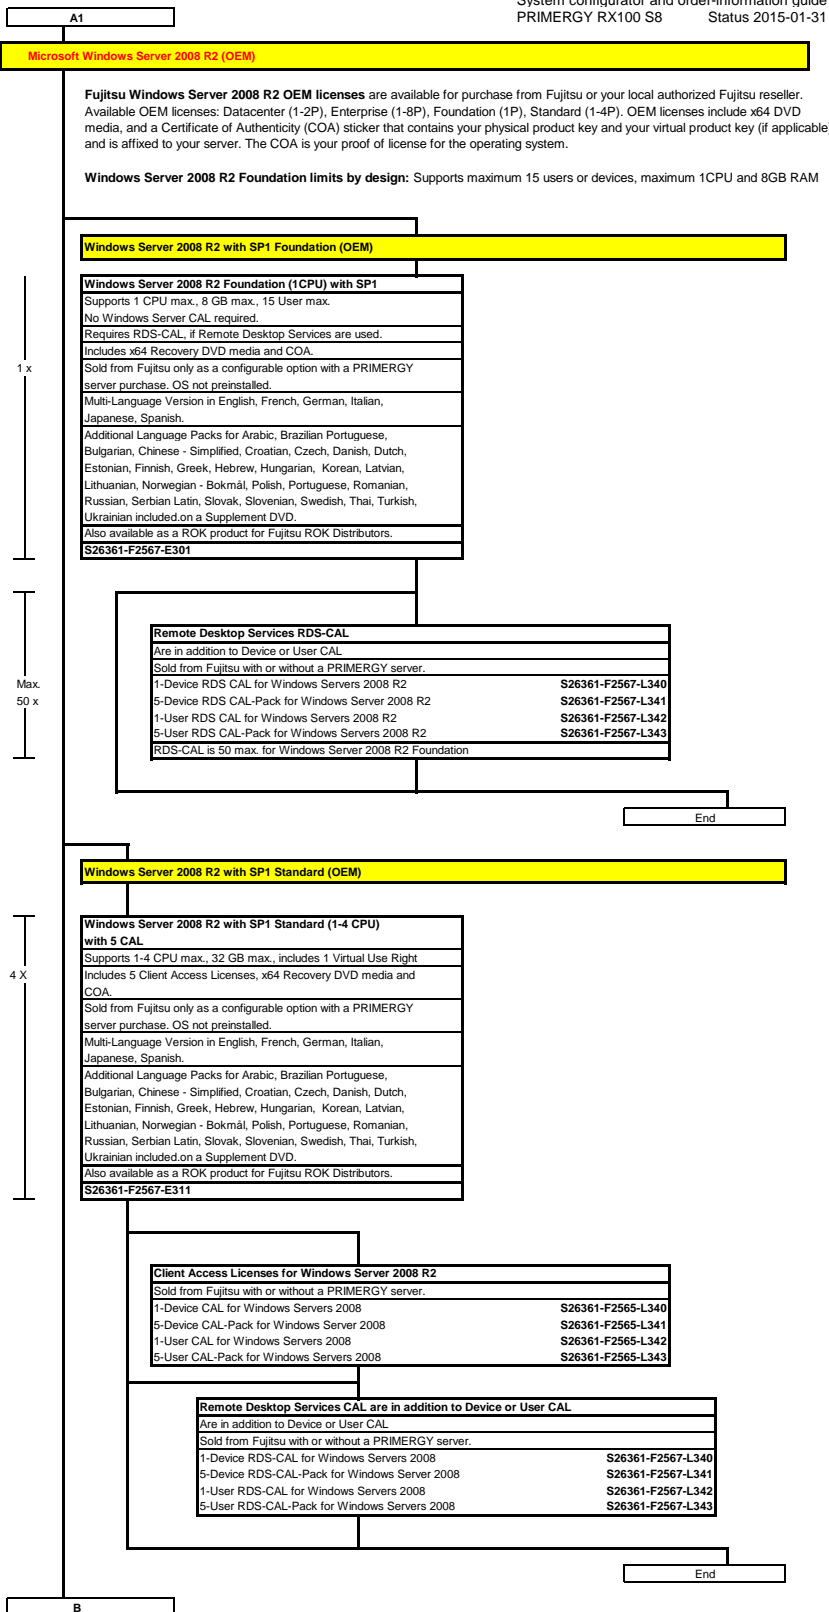 System configurator and order-information guide
A1
PRIMERGY RX100 S8 Status 2015-01-31
Microsoft Windows Server 2008 R2 (OEM)
Fujitsu Windows Server 2008 R2 OEM licenses are available for purchase from Fujitsu or your local authorized Fujitsu reseller.
Available OEM licenses: Datacenter (1-2P), Enterprise (1-8P), Foundation (1P), Standard (1-4P). OEM licenses include x64 DVD
media, and a Certificate of Authenticity (COA) sticker that contains your physical product key and your virtual product key (if applicable)
and is affixed to your server. The COA is your proof of license for the operating system.
Windows Server 2008 R2 Foundation limits by design: Supports maximum 15 users or devices, maximum 1CPU and 8GB RAM
Windows Server 2008 R2 with SP1 Foundation (OEM)
Windows Server 2008 R2 Foundation (1CPU) with SP1
Supports 1 CPU max., 8 GB max., 15 User max.
No Windows Server CAL required.
Requires RDS-CAL, if Remote Desktop Services are used.
Includes x64 Recovery DVD media and COA.
1 x
Sold from Fujitsu only as a configurable option with a PRIMERGY
server purchase. OS not preinstalled.
Multi-Language Version in English, French, German, Italian,
Japanese, Spanish.
Additional Language Packs for Arabic, Brazilian Portuguese,
Bulgarian, Chinese - Simplified, Croatian, Czech, Danish, Dutch,
Estonian, Finnish, Greek, Hebrew, Hungarian, Korean, Latvian,
Lithuanian, Norwegian - Bokmål, Polish, Portuguese, Romanian,
Russian, Serbian Latin, Slovak, Slovenian, Swedish, Thai, Turkish,
Ukrainian included.on a Supplement DVD.
Also available as a ROK product for Fujitsu ROK Distributors.
S26361-F2567-E301
Remote Desktop Services RDS-CAL
Are in addition to Device or User CAL
Sold from Fujitsu with or without a PRIMERGY server.
Max.
50 x
1-Device RDS CAL for Windows Servers 2008 R2 S26361-F2567-L340
5-Device RDS CAL-Pack for Windows Server 2008 R2 S26361-F2567-L341
1-User RDS CAL for Windows Servers 2008 R2 S26361-F2567-L342
5-User RDS CAL-Pack for Windows Servers 2008 R2 S26361-F2567-L343
RDS-CAL is 50 max. for Windows Server 2008 R2 Foundation
End
Windows Server 2008 R2 with SP1 Standard (OEM)
Windows Server 2008 R2 with SP1 Standard (1-4 CPU)
with 5 CAL
Supports 1-4 CPU max., 32 GB max., includes 1 Virtual Use Right
4 X
Includes 5 Client Access Licenses, x64 Recovery DVD media and
COA.
Sold from Fujitsu only as a configurable option with a PRIMERGY
server purchase. OS not preinstalled.
Multi-Language Version in English, French, German, Italian,
Japanese, Spanish.
Additional Language Packs for Arabic, Brazilian Portuguese,
Bulgarian, Chinese - Simplified, Croatian, Czech, Danish, Dutch,
Estonian, Finnish, Greek, Hebrew, Hungarian, Korean, Latvian,
Lithuanian, Norwegian - Bokmål, Polish, Portuguese, Romanian,
Russian, Serbian Latin, Slovak, Slovenian, Swedish, Thai, Turkish,
Ukrainian included.on a Supplement DVD.
Also available as a ROK product for Fujitsu ROK Distributors.
S26361-F2567-E311
Client Access Licenses for Windows Server 2008 R2
Sold from Fujitsu with or without a PRIMERGY server.
1-Device CAL for Windows Servers 2008 S26361-F2565-L340
5-Device CAL-Pack for Windows Server 2008 S26361-F2565-L341
1-User CAL for Windows Servers 2008 S26361-F2565-L342
5-User CAL-Pack for Windows Servers 2008 S26361-F2565-L343
Remote Desktop Services CAL are in addition to Device or User CAL
Are in addition to Device or User CAL
Sold from Fujitsu with or without a PRIMERGY server.
1-Device RDS-CAL for Windows Servers 2008 S26361-F2567-L340
5-Device RDS-CAL-Pack for Windows Server 2008 S26361-F2567-L341
1-User RDS-CAL for Windows Servers 2008 S26361-F2567-L342
5-User RDS-CAL-Pack for Windows Servers 2008 S26361-F2567-L343
End
B